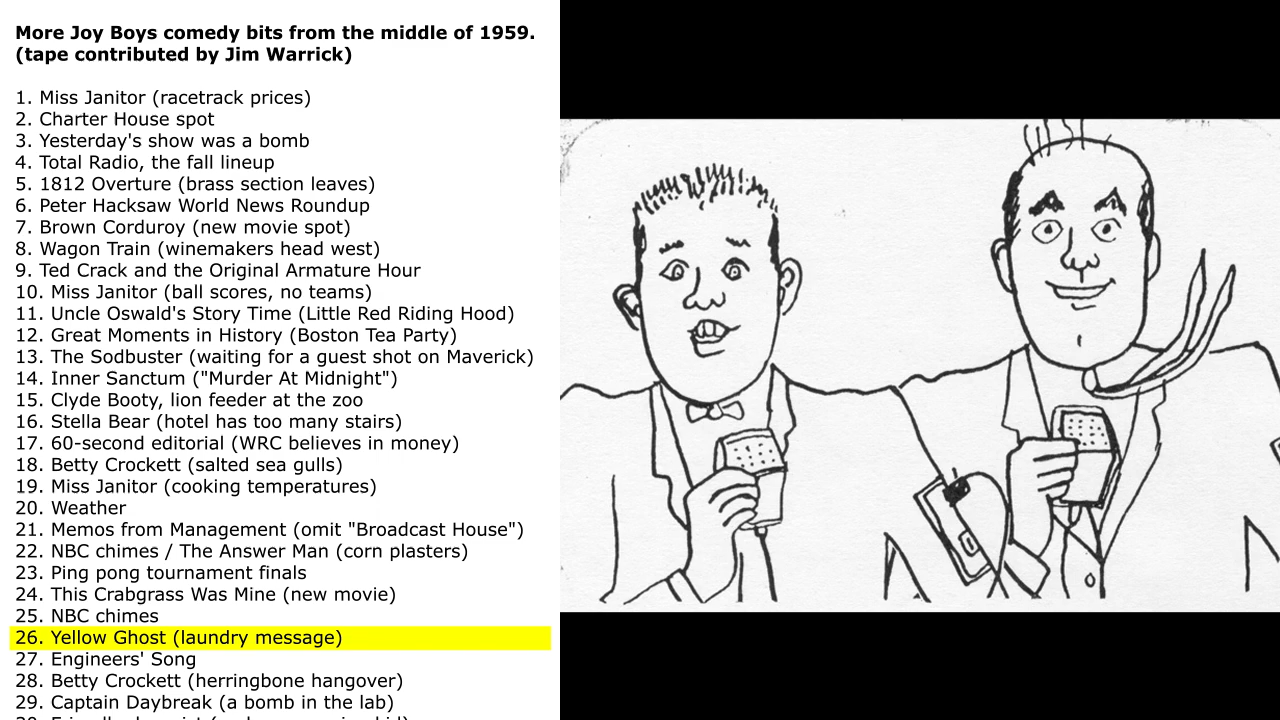 More Joy Boys comedy bits from the middle of 1959.
(tape contributed by Jim Warrick)
1. Miss Janitor (racetrack prices)
2. Charter House spot
3. Yesterday's show was a bomb
4. Total Radio, the fall lineup
5. 1812 Overture (brass section leaves)
6. Peter Hacksaw World News Roundup
7. Brown Corduroy (new movie spot)
8. Wagon Train (winemakers head west)
9. Ted Crack and the Original Armature Hour
10. Miss Janitor (ball scores, no teams)
11. Uncle Oswald's Story Time (Little Red Riding Hood)
12. Great Moments in History (Boston Tea Party)
13. The Sodbuster (waiting for a guest shot on Maverick)
14. Inner Sanctum ("Murder At Midnight")
15. Clyde Booty, lion feeder at the zoo
16. Stella Bear (hotel has too many stairs)
17. 60-second editorial (WRC believes in money)
18. Betty Crockett (salted sea gulls)
19. Miss Janitor (cooking temperatures)
20. Weather
21. Memos from Management (omit "Broadcast House")
22. NBC chimes / The Answer Man (corn plasters)
23. Ping pong tournament finals
24. This Crabgrass Was Mine (new movie)
25. NBC chimes
26. Yellow Ghost (laundry message)
27. Engineers' Song
28. Betty Crockett (herringbone hangover)
29. Captain Daybreak (a bomb in the lab)